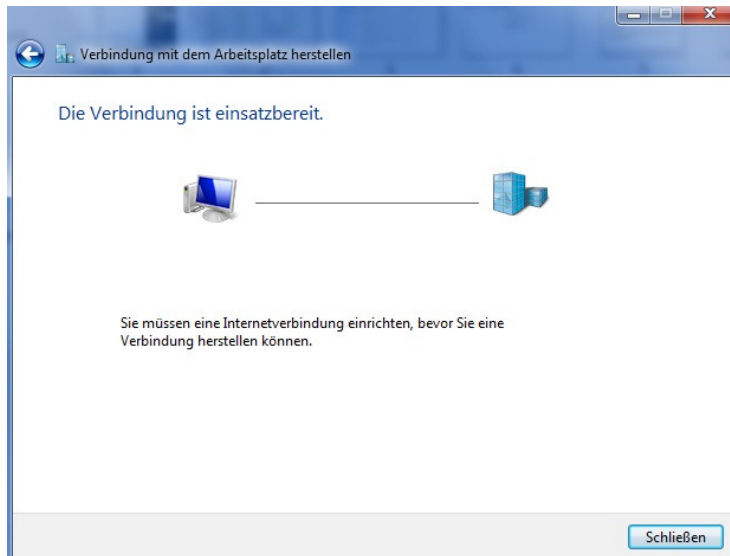 Verbindung mit dem Arbeitsplatz herstellen
Die Verbindung ist einsatzbereit.
Sie müssen eine Internetverbindung einrichten, bevor Sie eine
Verbindung herstellen können.
Schließen